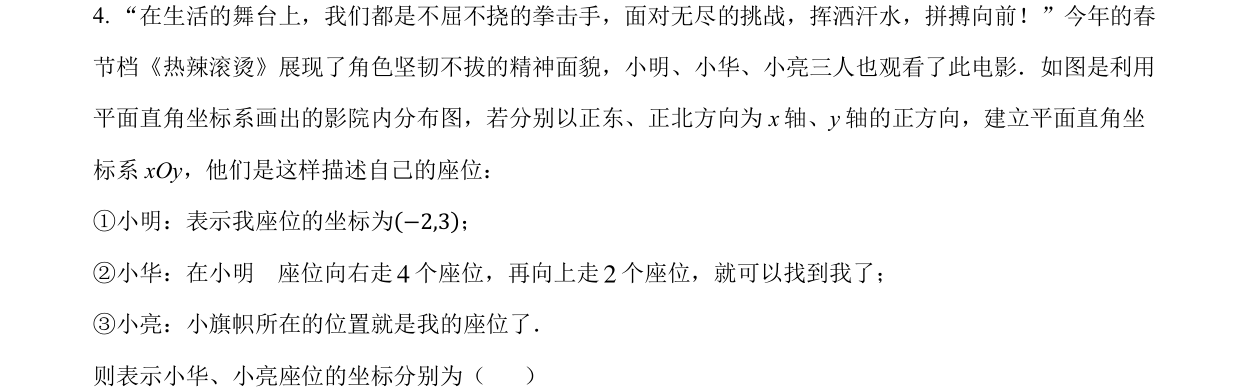 4. “在生活的舞台上，我们都是不屈不挠的拳击手，面对无尽的挑战，挥洒汗水，拼搏向前！”今年的春
节档《热辣滚烫》展现了角色坚韧不拔的精神面貌，小明、小华、小亮三人也观看了此电影．如图是利用
平面直角坐标系画出的影院内分布图，若分别以正东、正北方向为 x 轴、y 轴的正方向，建立平面直角坐
标系 xOy，他们是这样描述自己的座位：
①小明：表示我座位的坐标为(−2,3)；
②小华：在小明　座位向右走 4 个座位，再向上走 2 个座位，就可以找到我了；
③小亮：小旗帜所在的位置就是我的座位了．
则表示小华、小亮座位的坐标分别为（　　）